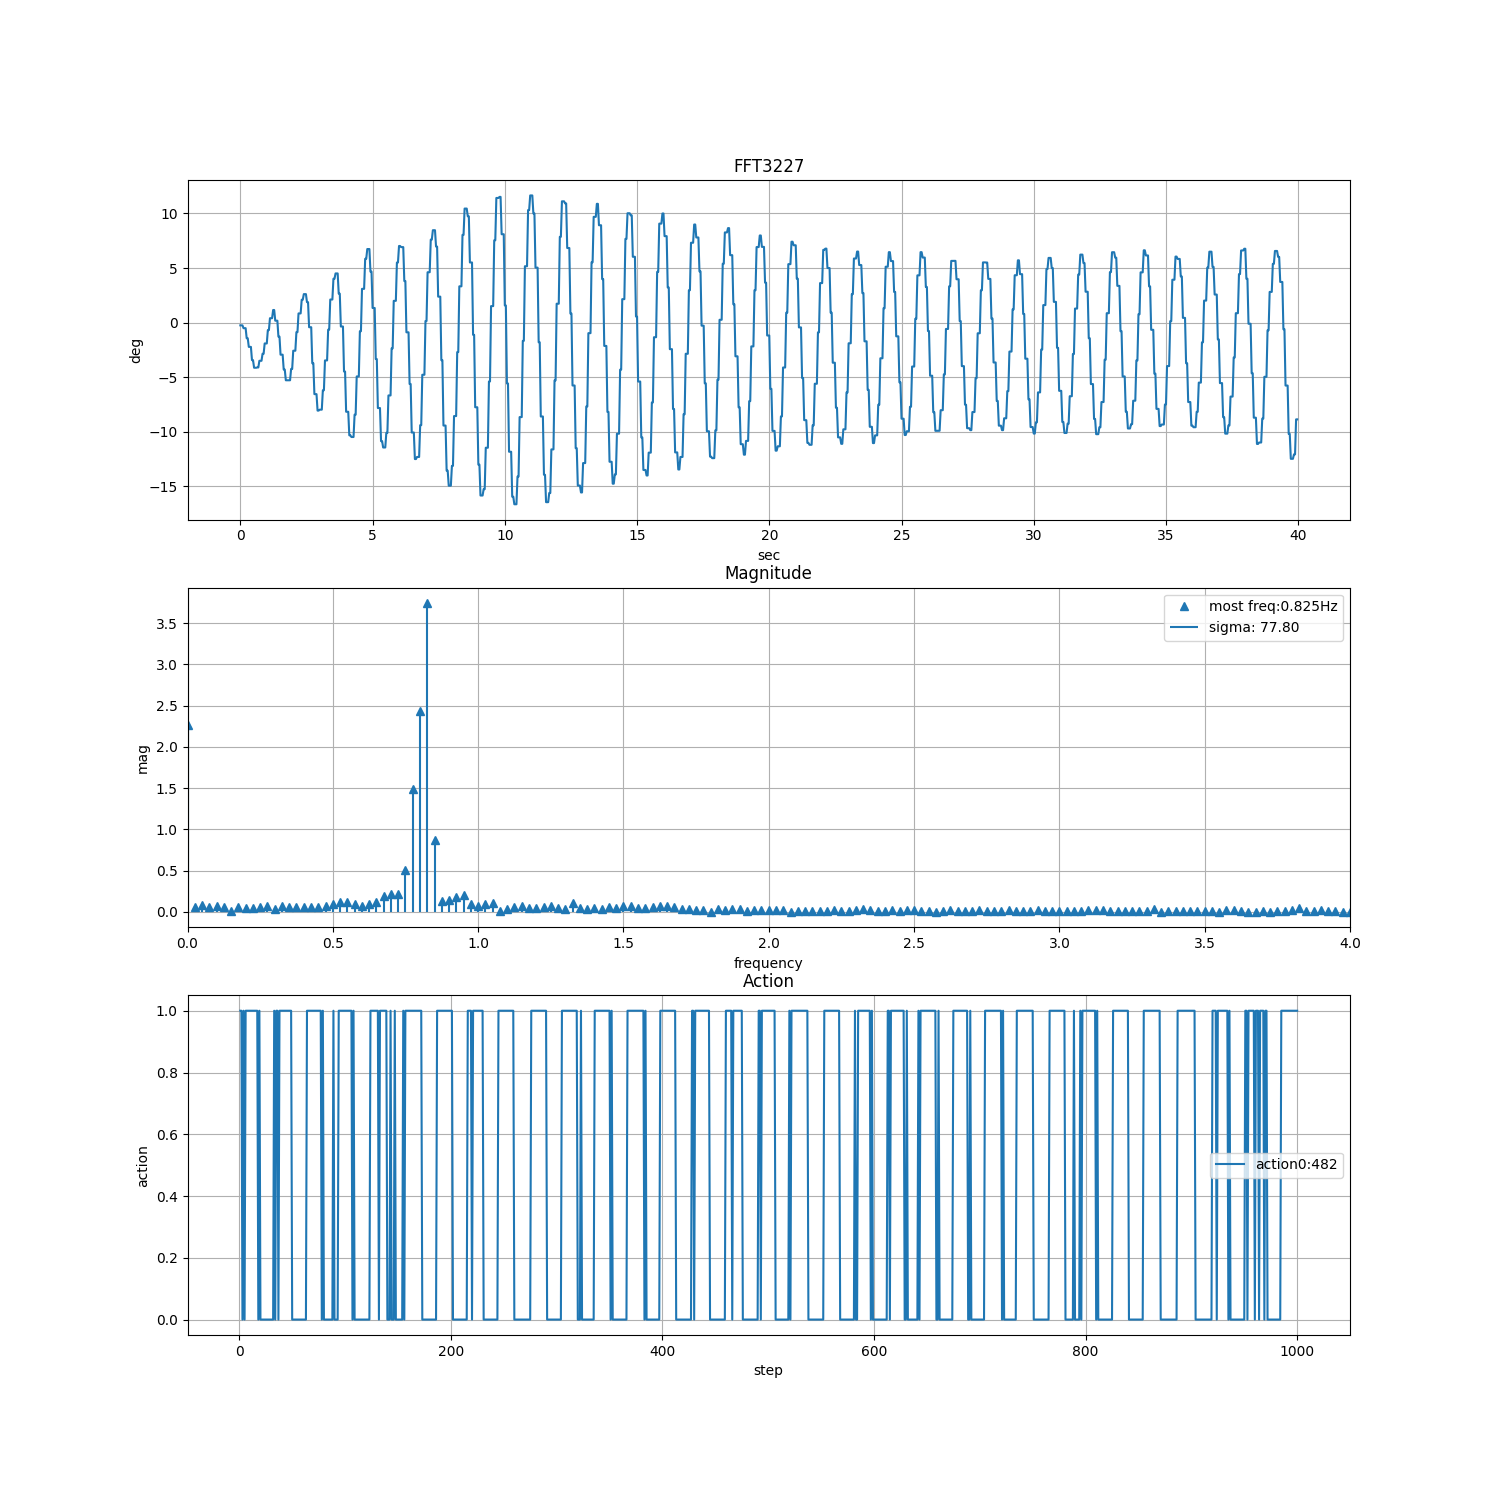 FFT3227
10
5
0
−5
−10
−15
deg
0 5 10 15 20 25 30 35 40
sec
Magnitude
most freq:0.825Hz
sigma: 77.80
3.5
3.0
2.5
2.0
1.5
1.0
0.5
0.0
mag
0.0 0.5 1.0 1.5 2.0 2.5 3.0 3.5 4.0
frequency
Action
1.0
0.8
0.6
0.4
0.2
0.0
action
action0:482
0 200 400 600 800 1000
step